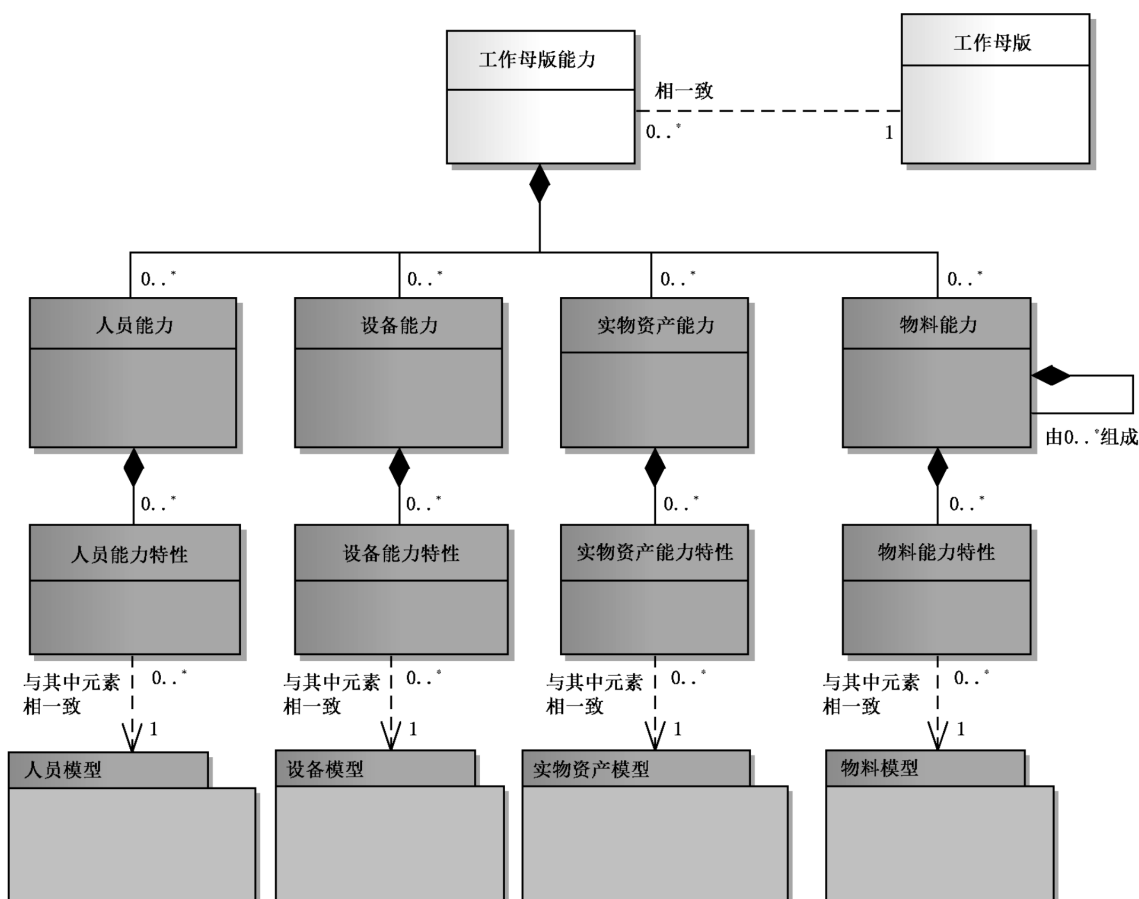 工作母版能力
工作母版
相一致
0..*
1
0..*
0..*
0..*
0..*
人员能力
设备能力
实物资产能力
物料能力
由0..*组成
0..*
0..*
0..*
0..*
人员能力特性
设备能力特性
实物资产能力特性
物料能力特性
与其中元素
相一致
0..*
1
与其中元素
相一致
0..*
1
与其中元素
相一致
0..*
1
与其中元素
相一致
0..*
1
人员模型
设备模型
实物资产模型
物料模型